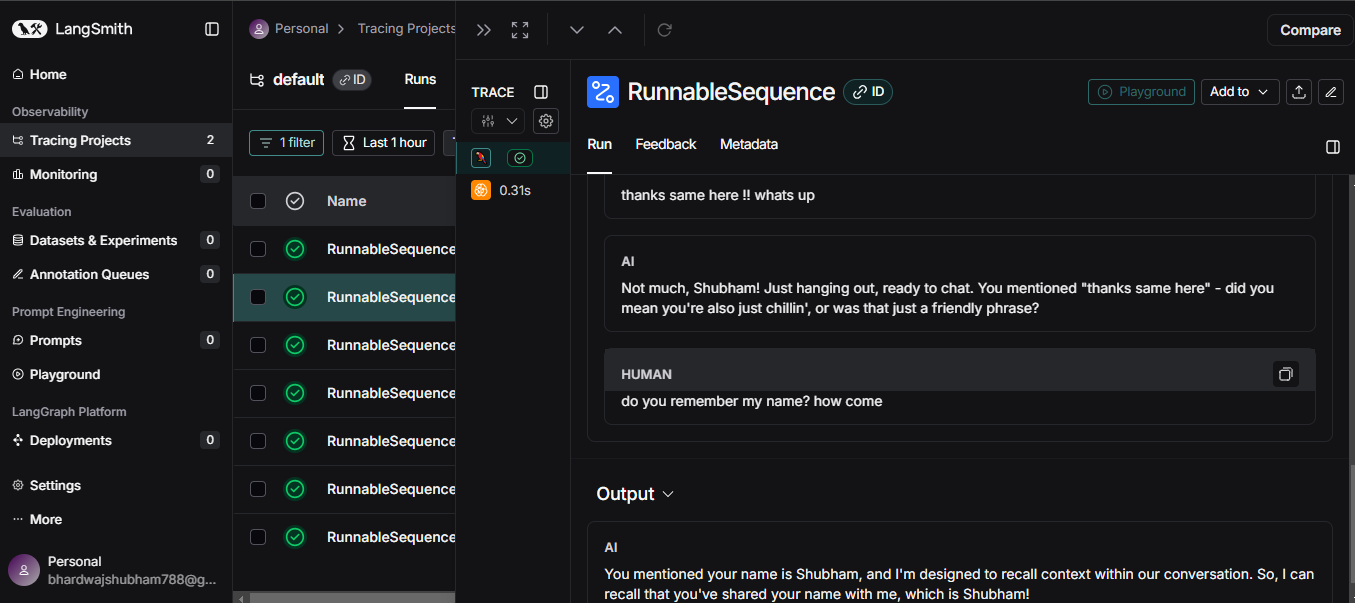 LangSmith
Home
Observability
Tracing Projects 2
Monitoring 0
Evaluation
Datasets & Experiments 0
Annotation Queues 0
Prompt Engineering
Prompts 0
Playground
LangGraph Platform
Deployments 0
Settings
More
Personal
bhardwajshubham788@g...
Personal > Tracing Projects
default ID Runs
1 filter Last 1 hour
Name
RunnableSequence
RunnableSequence
RunnableSequence
RunnableSequence
RunnableSequence
RunnableSequence
RunnableSequence
Compare
TRACE
0.31s
RunnableSequence ID
Playground Add to
Run Feedback Metadata
thanks same here !! whats up
AI
Not much, Shubham! Just hanging out, ready to chat. You mentioned "thanks same here" - did you
mean you're also just chillin', or was that just a friendly phrase?
HUMAN
do you remember my name? how come
Output
AI
You mentioned your name is Shubham, and I'm designed to recall context within our conversation. So, I can
recall that you've shared your name with me, which is Shubham!